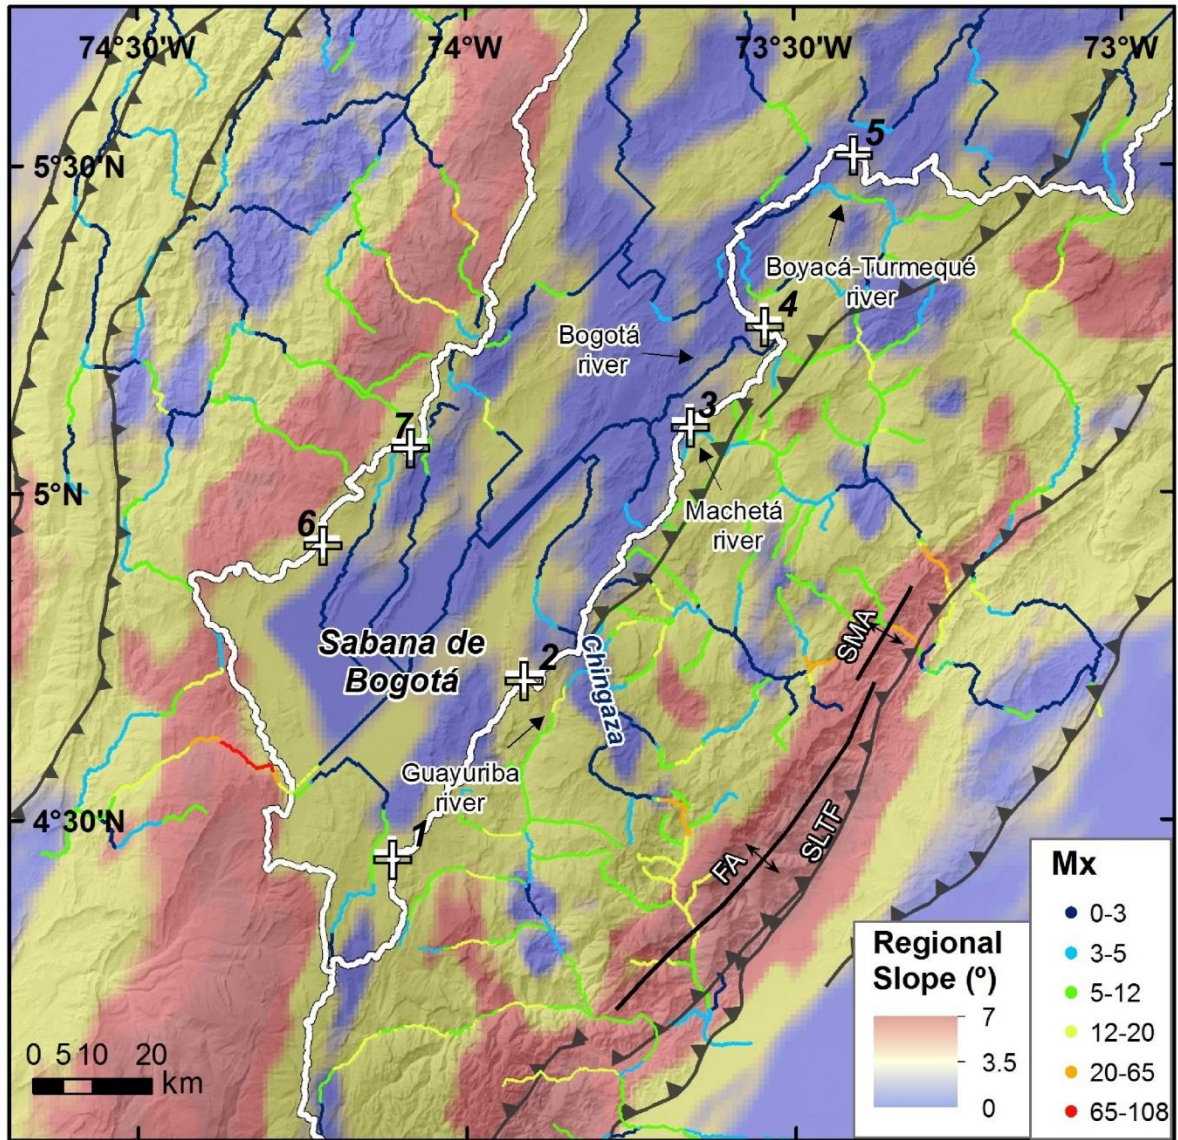 74°30'W
74°W
73°30'W
73°W
5°30'N
5
Boyacá-Turmequé
river
4
Bogotá
river
3
7
5°N
Machetá
river
6
SMA
Sabana de
Bogotá
2
Chingaza
Guayuriba
river
4°30'N
1
FA
SLTF
Mx
0-3
3-5
5-12
12-20
20-65
65-108
Regional
Slope (º)
7
3.5
0
0 5 10 20
km